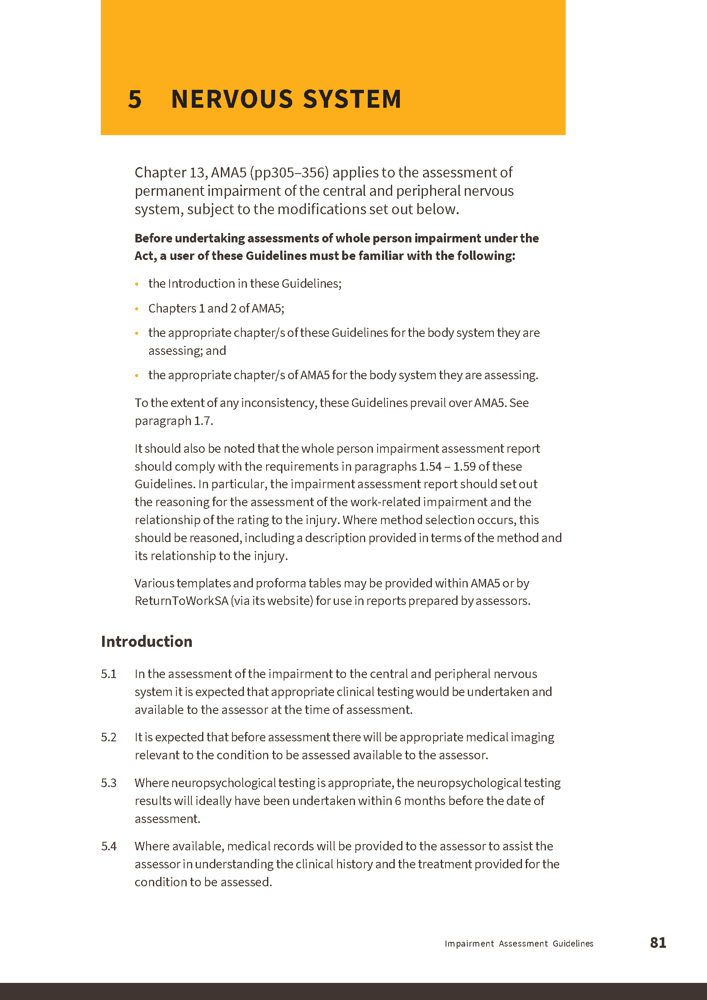 5 NERVOUS SYSTEM
Chapter 13, AMA5 (pp305–356) applies to the assessment of
permanent impairment of the central and peripheral nervous
system, subject to the modifications set out below.
Before undertaking assessments of whole person impairment under the
Act, a user of these Guidelines must be familiar with the following:
• the Introduction in these Guidelines;
• Chapters 1 and 2 of AMA5;
• the appropriate chapter/s of these Guidelines for the body system they are
assessing; and
• the appropriate chapter/s of AMA5 for the body system they are assessing.
To the extent of any inconsistency, these Guidelines prevail over AMA5. See
paragraph 1.7.
It should also be noted that the whole person impairment assessment report
should comply with the requirements in paragraphs 1.54 – 1.59 of these
Guidelines. In particular, the impairment assessment report should set out
the reasoning for the assessment of the work-related impairment and the
relationship of the rating to the injury. Where method selection occurs, this
should be reasoned, including a description provided in terms of the method and
its relationship to the injury.
Various templates and proforma tables may be provided within AMA5 or by
ReturnToWorkSA (via its website) for use in reports prepared by assessors.
Introduction
5.1 In the assessment of the impairment to the central and peripheral nervous
system it is expected that appropriate clinical testing would be undertaken and
available to the assessor at the time of assessment.
5.2 It is expected that before assessment there will be appropriate medical imaging
relevant to the condition to be assessed available to the assessor.
5.3 Where neuropsychological testing is appropriate, the neuropsychological testing
results will ideally have been undertaken within 6 months before the date of
assessment.
5.4 Where available, medical records will be provided to the assessor to assist the
assessor in understanding the clinical history and the treatment provided for the
condition to be assessed.
Impairment Assessment Guidelines 81